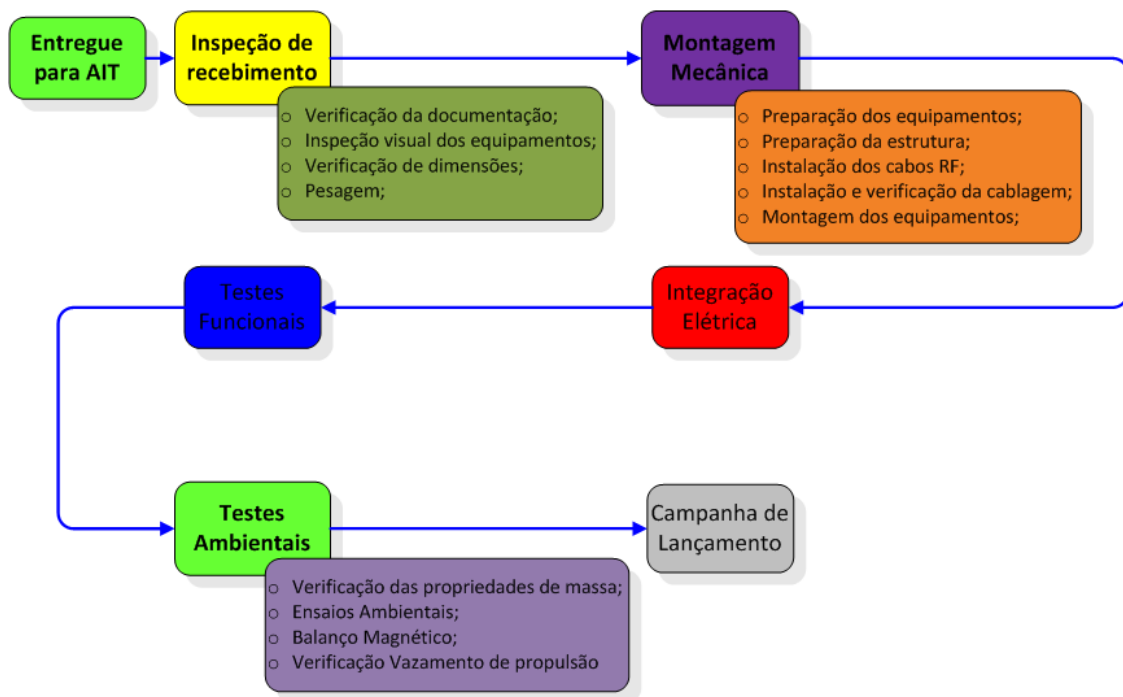 Entregue
para AIT
Inspeção de
recebimento
Montagem
Mecânica
o Verificação da documentação;
o Inspeção visual dos equipamentos;
o Verificação de dimensões;
o Pesagem;
o Preparação dos equipamentos;
o Preparação da estrutura;
o Instalação dos cabos RF;
o Instalação e verificação da cablagem;
o Montagem dos equipamentos;
Integração
Elétrica
Testes
Funcionais
Testes
Ambientais
Campanha de
Lançamento
o Verificação das propriedades de massa;
o Ensaios Ambientais;
o Balanço Magnético;
o Verificação Vazamento de propulsão